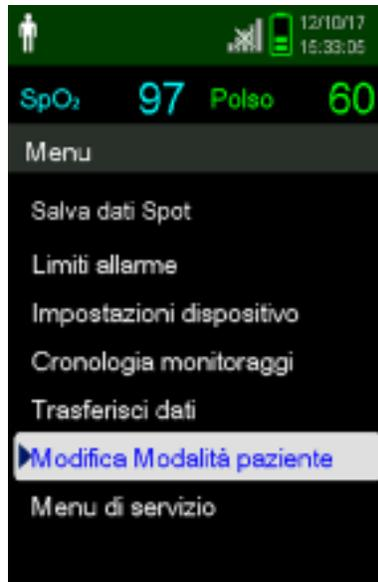 12/10/17
15:33:05
SpO₂ 97 Polso 60
Menu
Salva dati Spot
Limiti allarme
Impostazioni dispositivo
Cronologia monitoraggi
Trasferisci dati
Modifica Modalità paziente
Menu di servizio